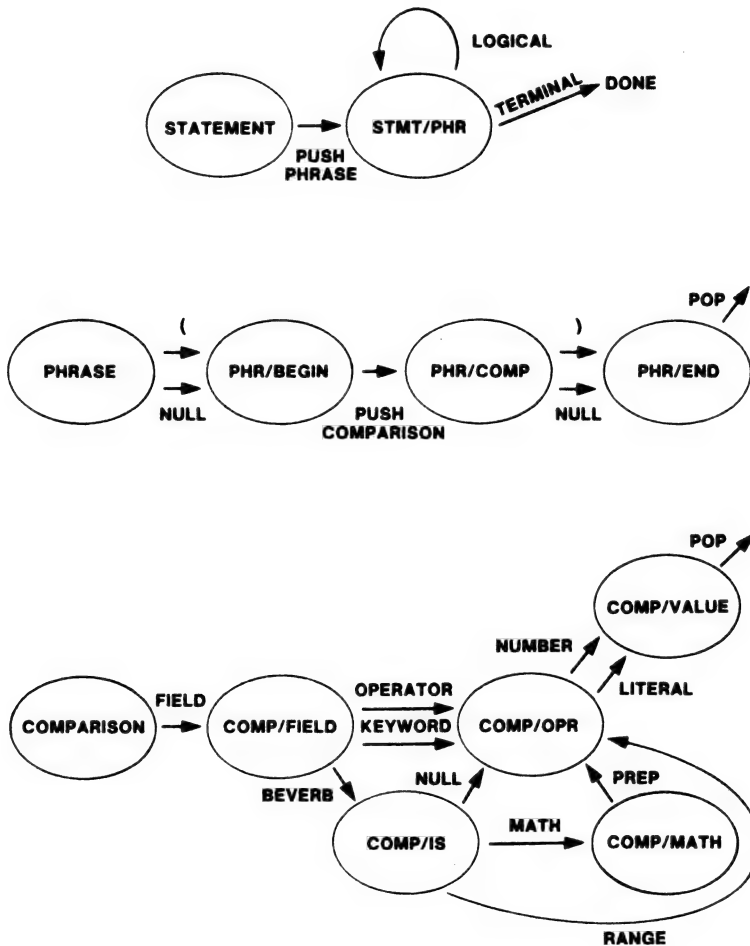 LOGICAL
TERMINAL
DONE
STATEMENT
STMT/PHR
PUSH
PHRASE
POP
(
)
PHRASE
PHR/BEGIN
PHR/COMP
PHR/END
NULL
PUSH
COMPARISON
NULL
POP
COMP/VALUE
NUMBER
LITERAL
FIELD
OPERATOR
COMPARISON
COMP/FIELD
KEYWORD
COMP/OPR
BEVERB
NULL
PREP
COMP/IS
MATH
COMP/MATH
RANGE